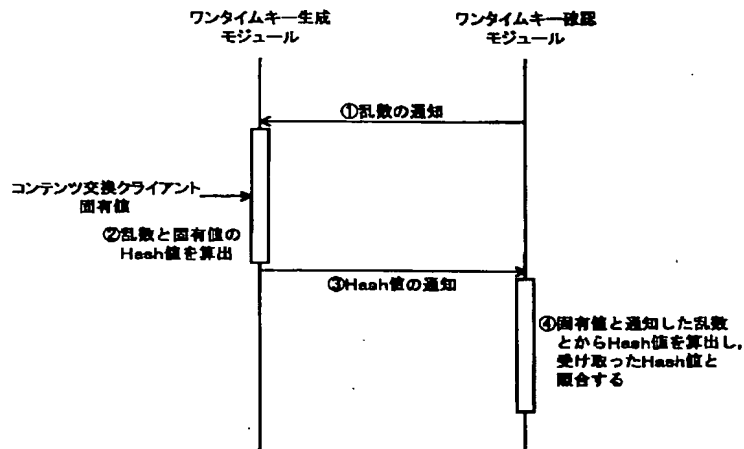 ワンタイムキー生成
モジュール
ワンタイムキー確認
モジュール
①乱数の通知
コンテンツ交換クライアント
固有値
②乱数と固有値の
Hash値を算出
③Hash値の通知
④固有値と通知した乱数
とからHash値を算出し,
受け取ったHash値と
照合する